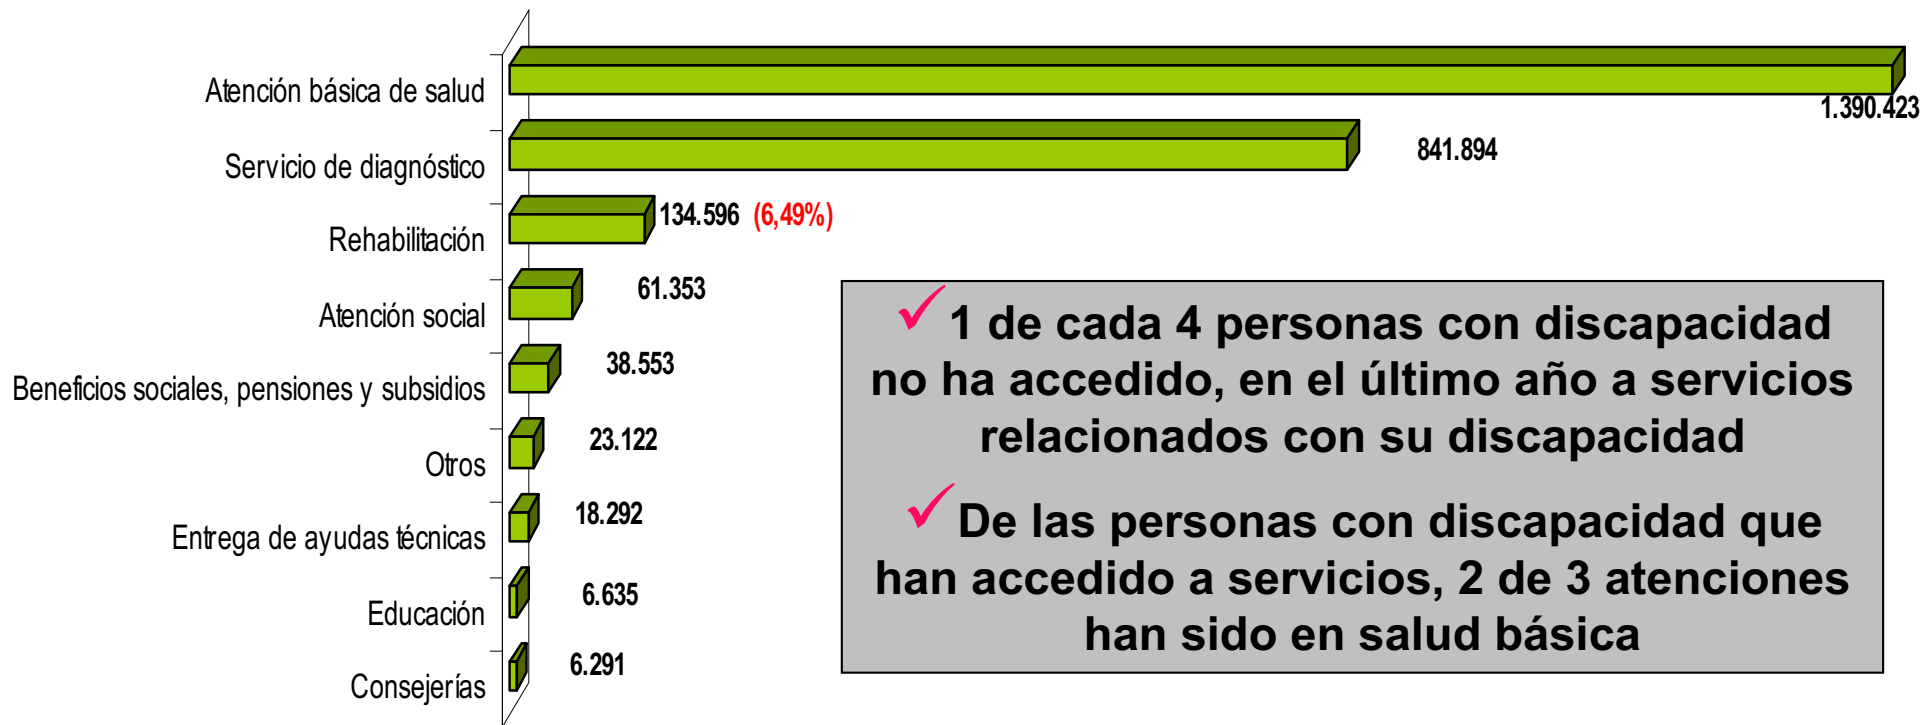 Atención básica de salud
1.390.423
Servicio de diagnóstico
841.894
Rehabilitación
134.596 (6,49%)
Atención social
61.353
Beneficios sociales, pensiones y subsidios
38.553
Otros
23.122
Entrega de ayudas técnicas
18.292
Educación
6.635
Consejerías
6.291
✓ 1 de cada 4 personas con discapacidad
no ha accedido, en el último año a servicios
relacionados con su discapacidad
✓ De las personas con discapacidad que
han accedido a servicios, 2 de 3 atenciones
han sido en salud básica